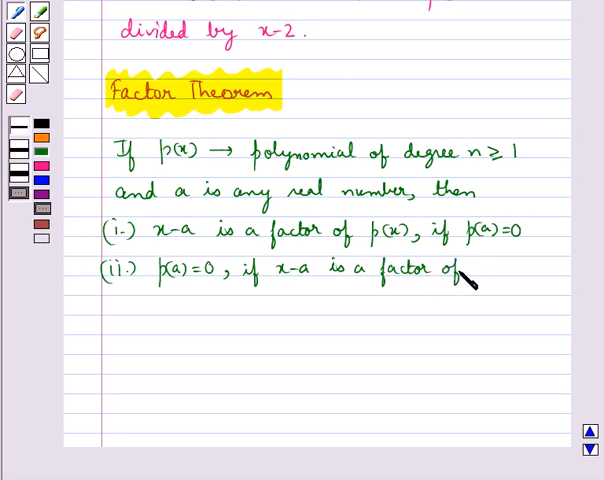 divided by x-2.
Factor Theorem
If p(x) → polynomial of degree n ≥ 1
and a is any real number, then
(i.) x-a is a factor of p(x), if p(a)=0
(ii.) p(a)=0, if x-a is a factor of